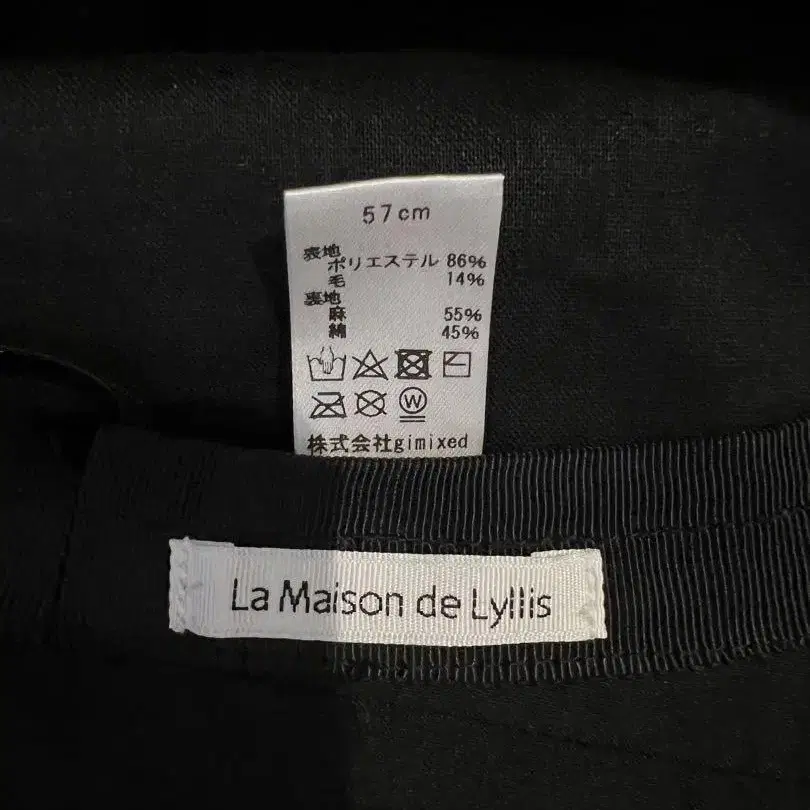 57cm
表地
ポリエステル 86%
毛 14%
裏地
麻 55%
綿 45%
W
株式会社gimixed
La Maison de Lyllis